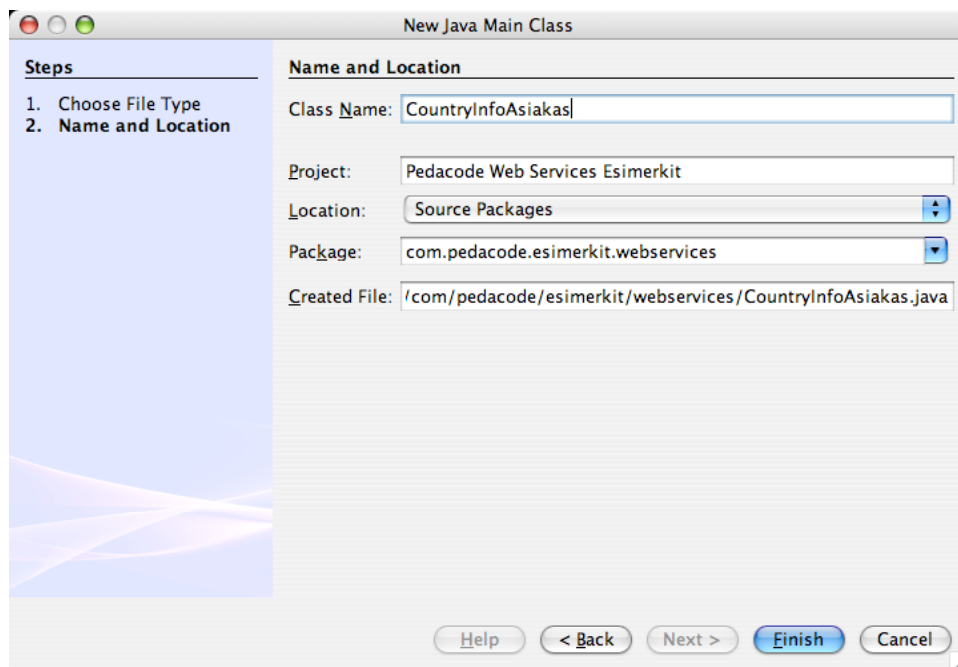 New Java Main Class
Steps
1. Choose File Type
2. Name and Location
Name and Location
Class Name: CountryInfoAsiakas
Project: Pedacode Web Services Esimerkit
Location: Source Packages
Package: com.pedacode.esimerkit.webservices
Created File: /com/pedacode/esimerkit/webservices/CountryInfoAsiakas.java
Help < Back Next > Finish Cancel